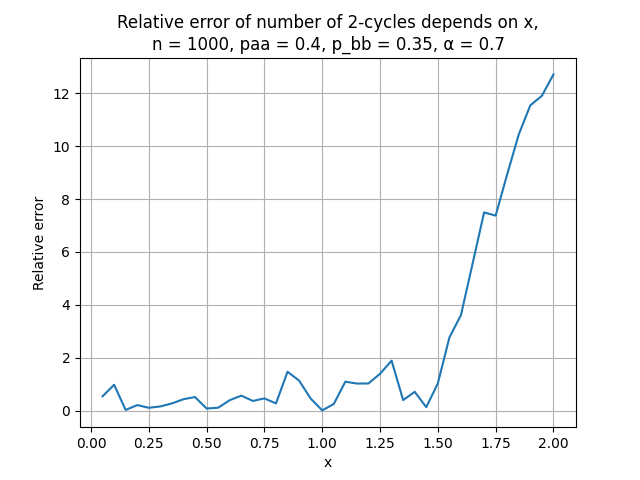 Relative error of number of 2-cycles depends on x,
n = 1000, paa = 0.4, p_bb = 0.35, α = 0.7
Relative error
12
10
8
6
4
2
0
0.00 0.25 0.50 0.75 1.00 1.25 1.50 1.75 2.00
x